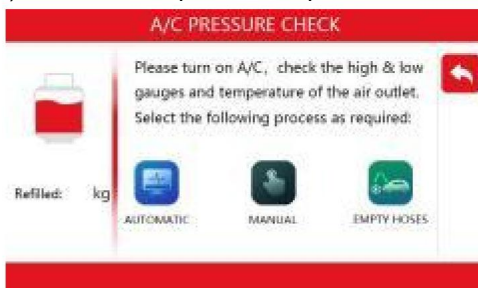 A/C PRESSURE CHECK
Please turn on A/C, check the high & low
gauges and temperature of the air outlet.
Select the following process as required:
Refilled: kg
AUTOMATIC MANUAL EMPTY HOSES